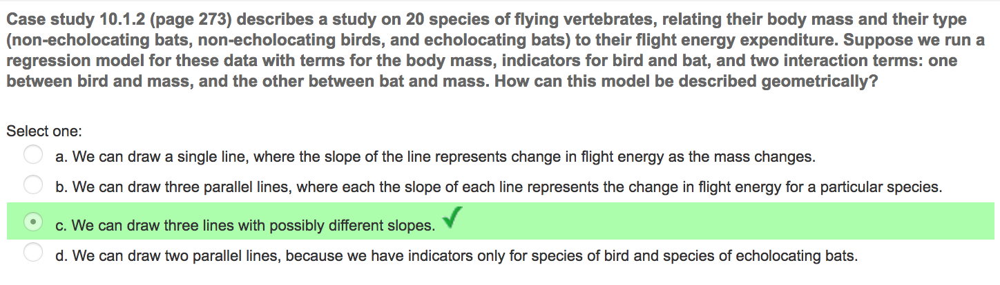 Case study 10.1.2 (page 273) describes a study on 20 species of flying vertebrates, relating their body mass and their type
(non-echolocating bats, non-echolocating birds, and echolocating bats) to their flight energy expenditure. Suppose we run a
regression model for these data with terms for the body mass, indicators for bird and bat, and two interaction terms: one
between bird and mass, and the other between bat and mass. How can this model be described geometrically?
Select one:
a. We can draw a single line, where the slope of the line represents change in flight energy as the mass changes.
b. We can draw three parallel lines, where each the slope of each line represents the change in flight energy for a particular species.
c. We can draw three lines with possibly different slopes.
d. We can draw two parallel lines, because we have indicators only for species of bird and species of echolocating bats.